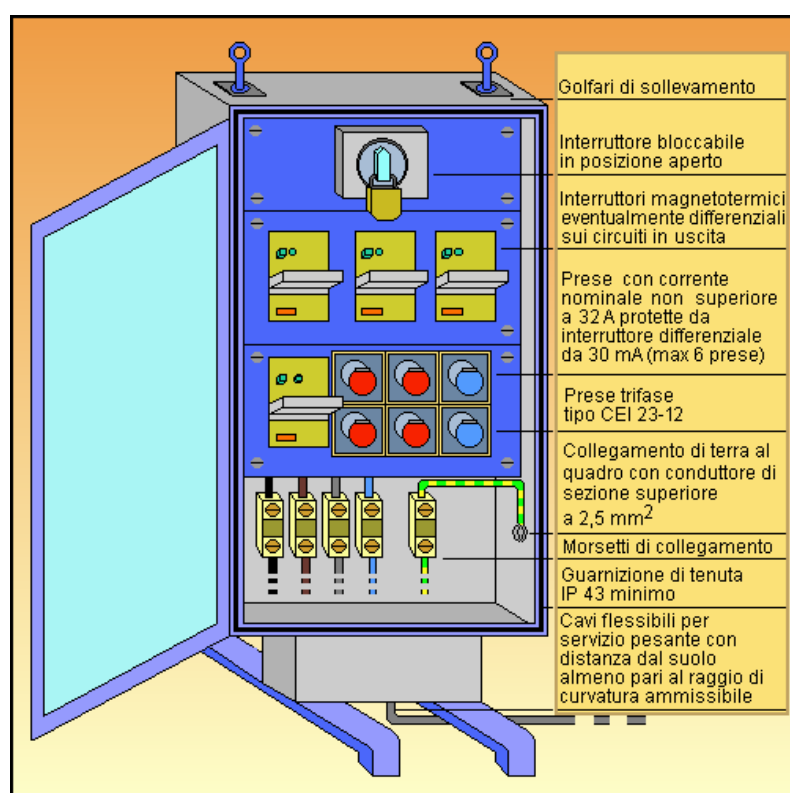 Golfari di sollevamento
Interruttore bloccabile
in posizione aperto
Interruttori magnetotermici
eventualmente differenziali
sui circuiti in uscita
Prese con corrente
nominale non superiore
a 32 A protette da
interruttore differenziale
da 30 mA (max 6 prese)
Prese trifase
tipo CEI 23-12
Collegamento di terra al
quadro con conduttore di
sezione superiore
a 2,5 mm²
Morsetti di collegamento
Guarnizione di tenuta
IP 43 minimo
Cavi flessibili per
servizio pesante con
distanza dal suolo
almeno pari al raggio di
curvatura ammissibile